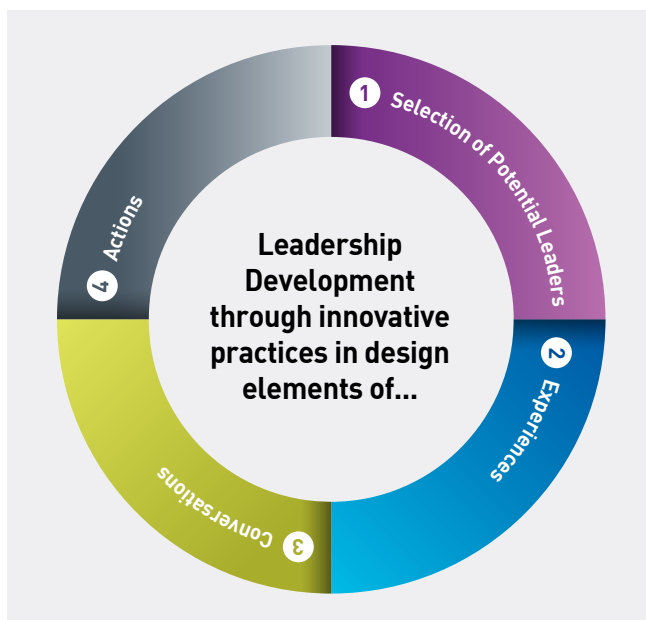 Leadership
Development
through innovative
practices in design
elements of...
1 Selection of Potential Leaders
2 Experiences
3 Conversations
4 Actions